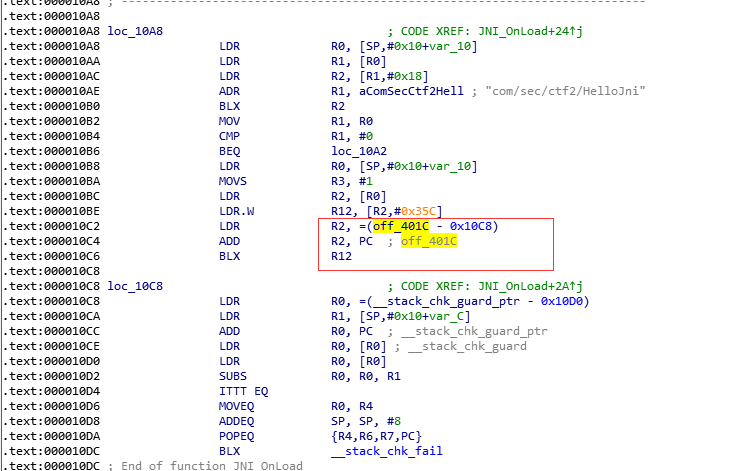 .text:000010A8 ; ---------------------------------------------------------------------------
.text:000010A8
.text:000010A8 loc_10A8 ; CODE XREF: JNI_OnLoad+24↑j
.text:000010A8 LDR R0, [SP,#0x10+var_10]
.text:000010AA LDR R1, [R0]
.text:000010AC LDR R2, [R1,#0x18]
.text:000010AE ADR R1, aComSecCtf2Hell ; "com/sec/ctf2/HelloJni"
.text:000010B0 BLX R2
.text:000010B2 MOV R1, R0
.text:000010B4 CMP R1, #0
.text:000010B6 BEQ loc_10A2
.text:000010B8 LDR R0, [SP,#0x10+var_10]
.text:000010BA MOVS R3, #1
.text:000010BC LDR R2, [R0]
.text:000010BE LDR.W R12, [R2,#0x35C]
.text:000010C2 LDR R2, =(off_401C - 0x10C8)
.text:000010C4 ADD R2, PC ; off_401C
.text:000010C6 BLX R12
.text:000010C8
.text:000010C8 loc_10C8 ; CODE XREF: JNI_OnLoad+2A↑j
.text:000010C8 LDR R0, =(__stack_chk_guard_ptr - 0x10D0)
.text:000010CA LDR R1, [SP,#0x10+var_C]
.text:000010CC ADD R0, PC ; __stack_chk_guard_ptr
.text:000010CE LDR R0, [R0] ; __stack_chk_guard
.text:000010D0 LDR R0, [R0]
.text:000010D2 SUBS R0, R0, R1
.text:000010D4 ITTT EQ
.text:000010D6 MOVEQ R0, R4
.text:000010D8 ADDEQ SP, SP, #8
.text:000010DA POPEQ {R4,R6,R7,PC}
.text:000010DC BLX __stack_chk_fail
.text:000010DC ; End of function JNI_OnLoad